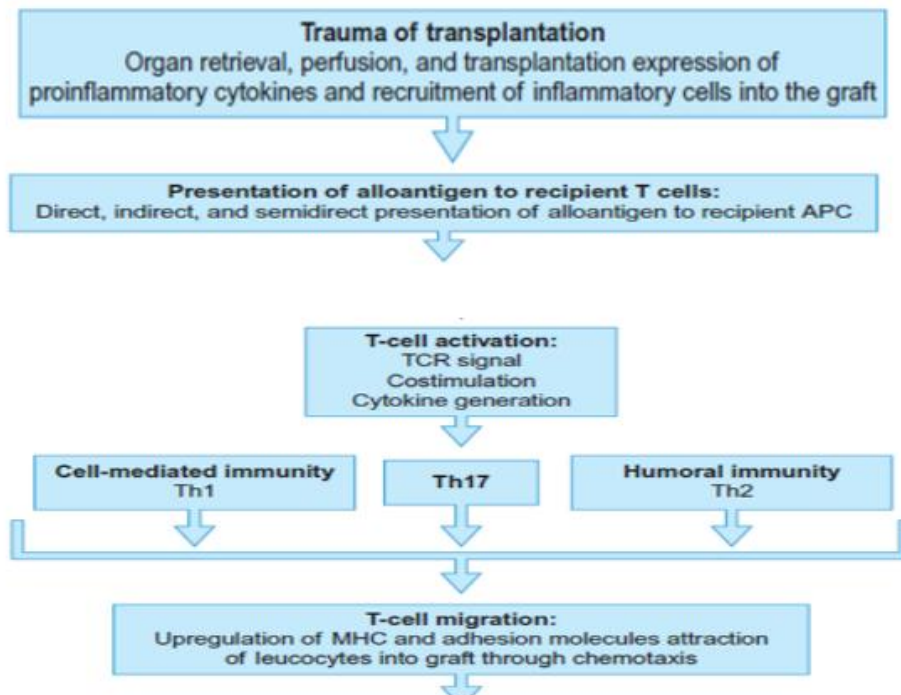 Trauma of transplantation
Organ retrieval, perfusion, and transplantation expression of
proinflammatory cytokines and recruitment of inflammatory cells into the graft
Presentation of alloantigen to recipient T cells:
Direct, indirect, and semidirect presentation of alloantigen to recipient APC
T-cell activation:
TCR signal
Costimulation
Cytokine generation
Cell-mediated immunity
Th1
Th17
Humoral immunity
Th2
T-cell migration:
Upregulation of MHC and adhesion molecules attraction
of leucocytes into graft through chemotaxis